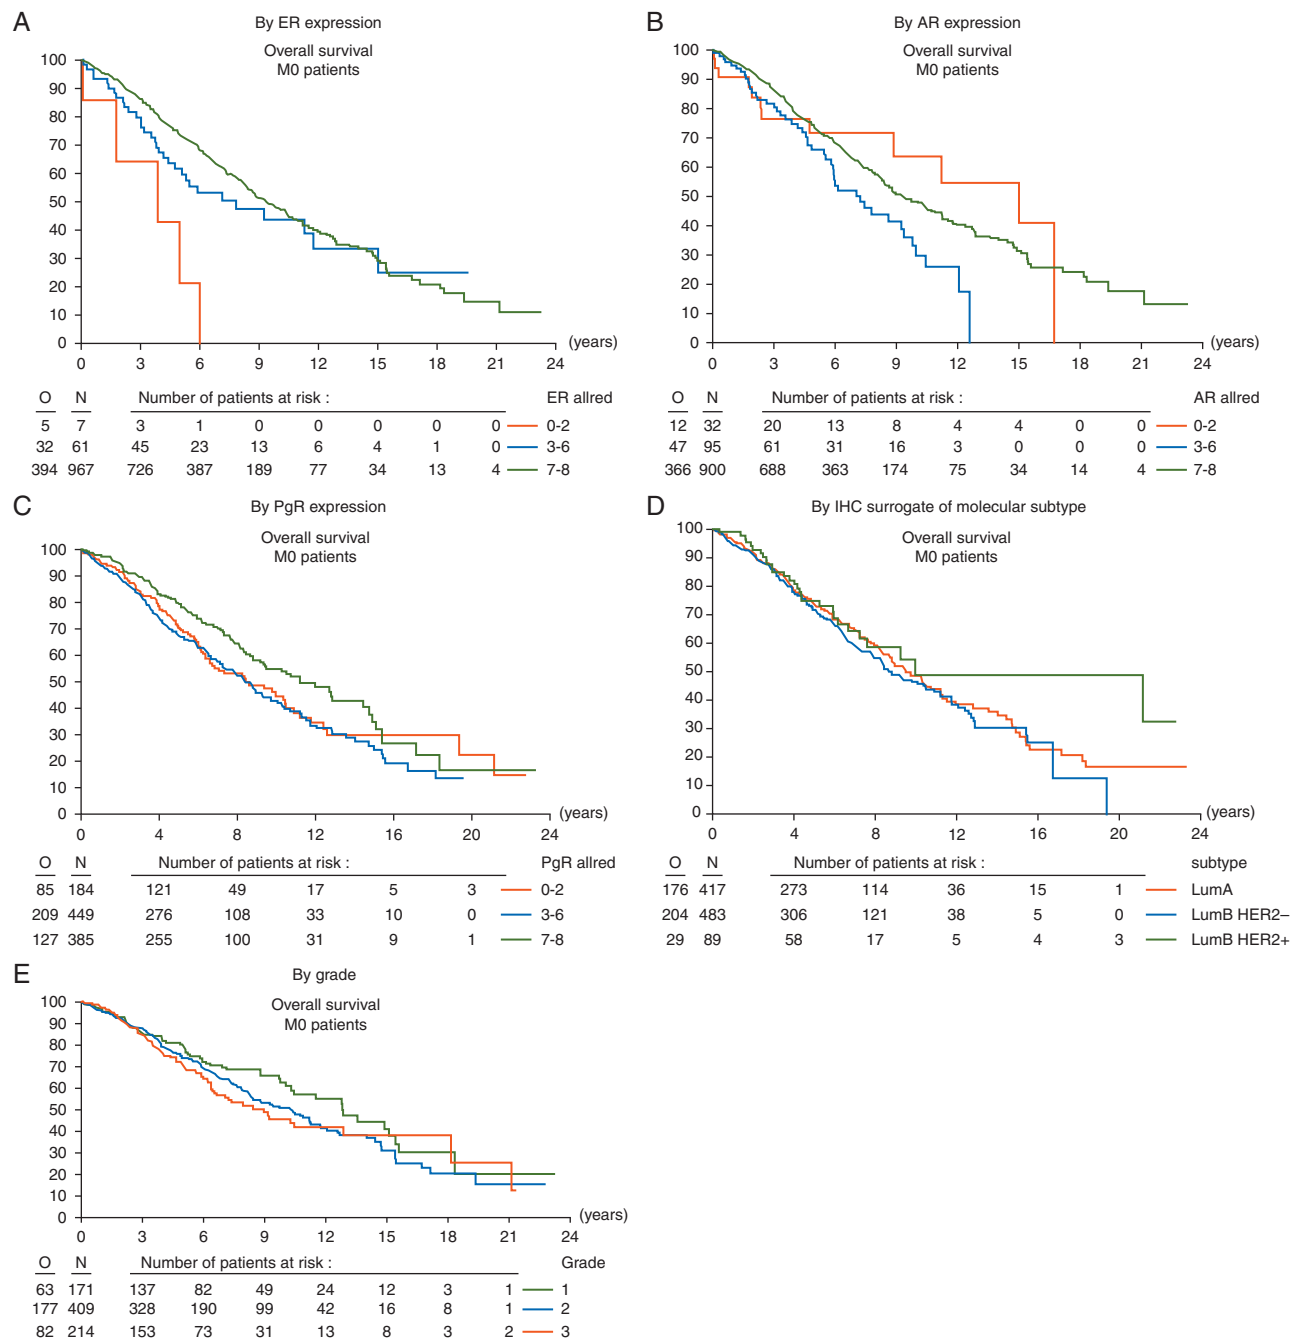 A
By ER expression
Overall survival
M0 patients
100
90
80
70
60
50
40
30
20
10
0
0 3 6 9 12 15 18 21 24 (years)
O N Number of patients at risk : ER allred
5 7 3 1 0 0 0 0 0 0-2
32 61 45 23 13 6 4 1 0 3-6
394 967 726 387 189 77 34 13 4 7-8
B
By AR expression
Overall survival
M0 patients
100
90
80
70
60
50
40
30
20
10
0
0 3 6 9 12 15 18 21 24 (years)
O N Number of patients at risk : AR allred
12 32 20 13 8 4 4 0 0 0-2
47 95 61 31 16 3 0 0 0 3-6
366 900 688 363 174 75 34 14 4 7-8
C
By PgR expression
Overall survival
M0 patients
100
90
80
70
60
50
40
30
20
10
0
0 4 8 12 16 20 24 (years)
O N Number of patients at risk : PgR allred
85 184 121 49 17 5 3 0-2
209 449 276 108 33 10 0 3-6
127 385 255 100 31 9 1 7-8
D
By IHC surrogate of molecular subtype
Overall survival
M0 patients
100
90
80
70
60
50
40
30
20
10
0
0 4 8 12 16 20 24 (years)
O N Number of patients at risk : subtype
176 417 273 114 36 15 1 LumA
204 483 306 121 38 5 0 LumB HER2–
29 89 58 17 5 4 3 LumB HER2+
E
By grade
Overall survival
M0 patients
100
90
80
70
60
50
40
30
20
10
0
0 3 6 9 12 15 18 21 24 (years)
O N Number of patients at risk : Grade
63 171 137 82 49 24 12 3 1 1
177 409 328 190 99 42 16 8 1 2
82 214 153 73 31 13 8 3 2 3